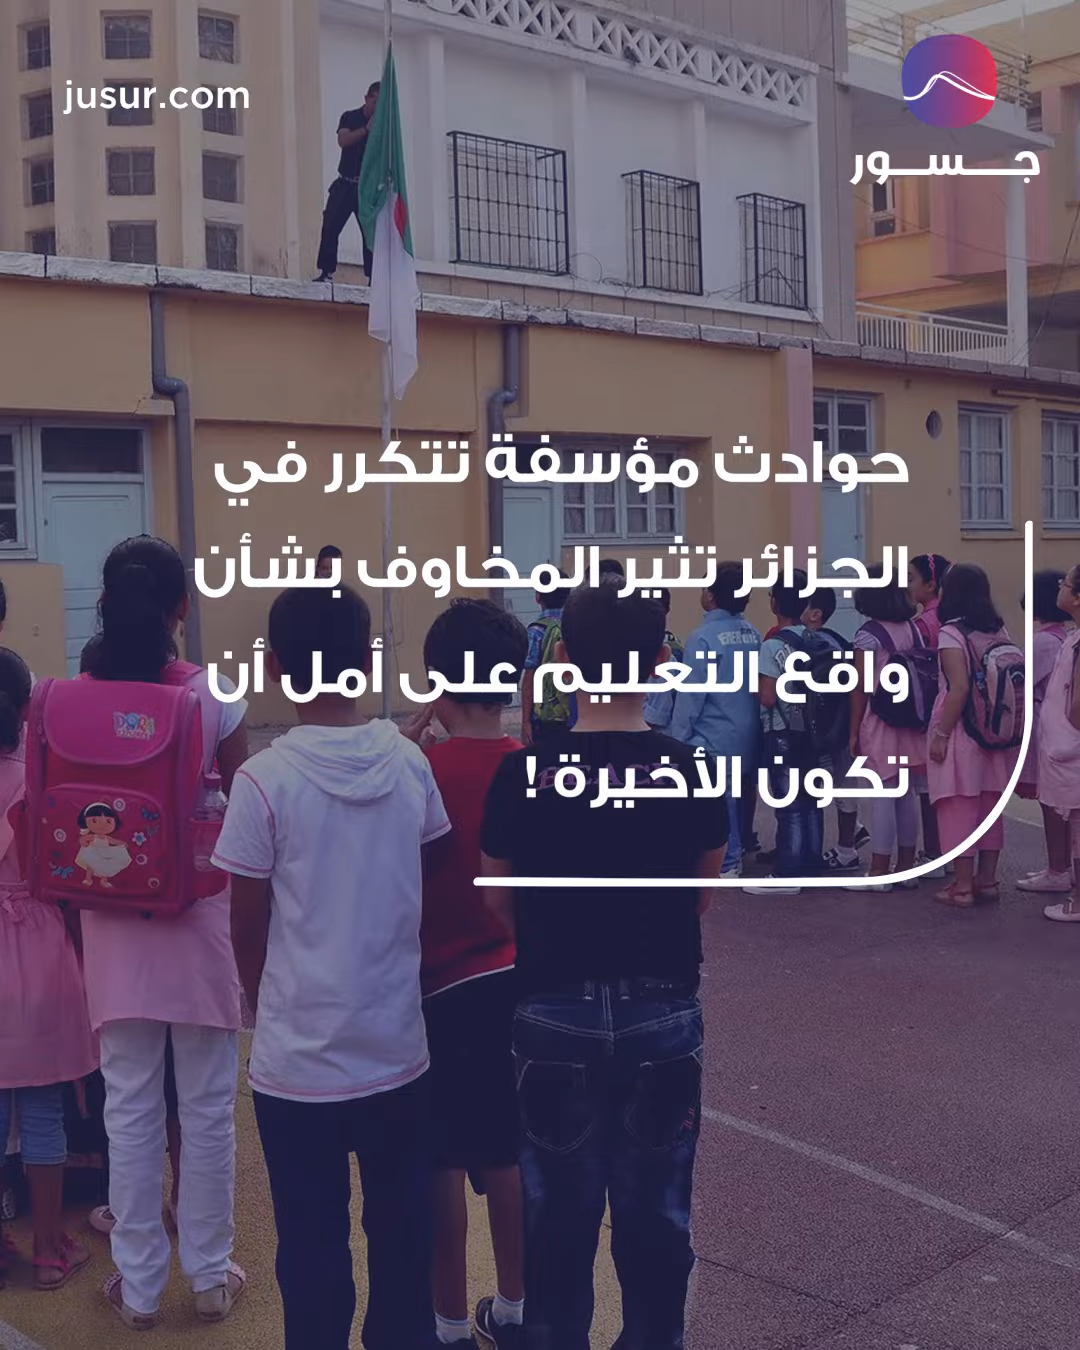 jusur.com
جسور
حوادث مؤسفة تتكرر في
الجزائر تثير المخاوف بشأن
واقع التعليم على أمل أن
تكون الأخيرة !